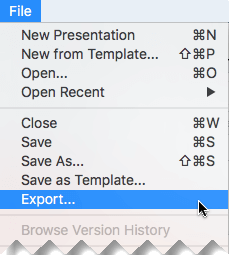 File
New Presentation ⌘N
New from Template... ⇧⌘P
Open... ⌘O
Open Recent ▶
Close ⌘W
Save ⌘S
Save As... ⇧⌘S
Save as Template...
Export...
Browse Version History